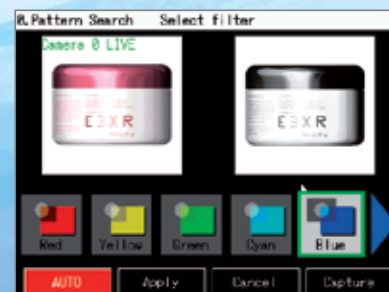 0.Pattern Search Select filter
Camera 0 LIVE
E3XR
E3XR
Red Yellow Green Cyan Blue
AUTO Apply Cancel Capture